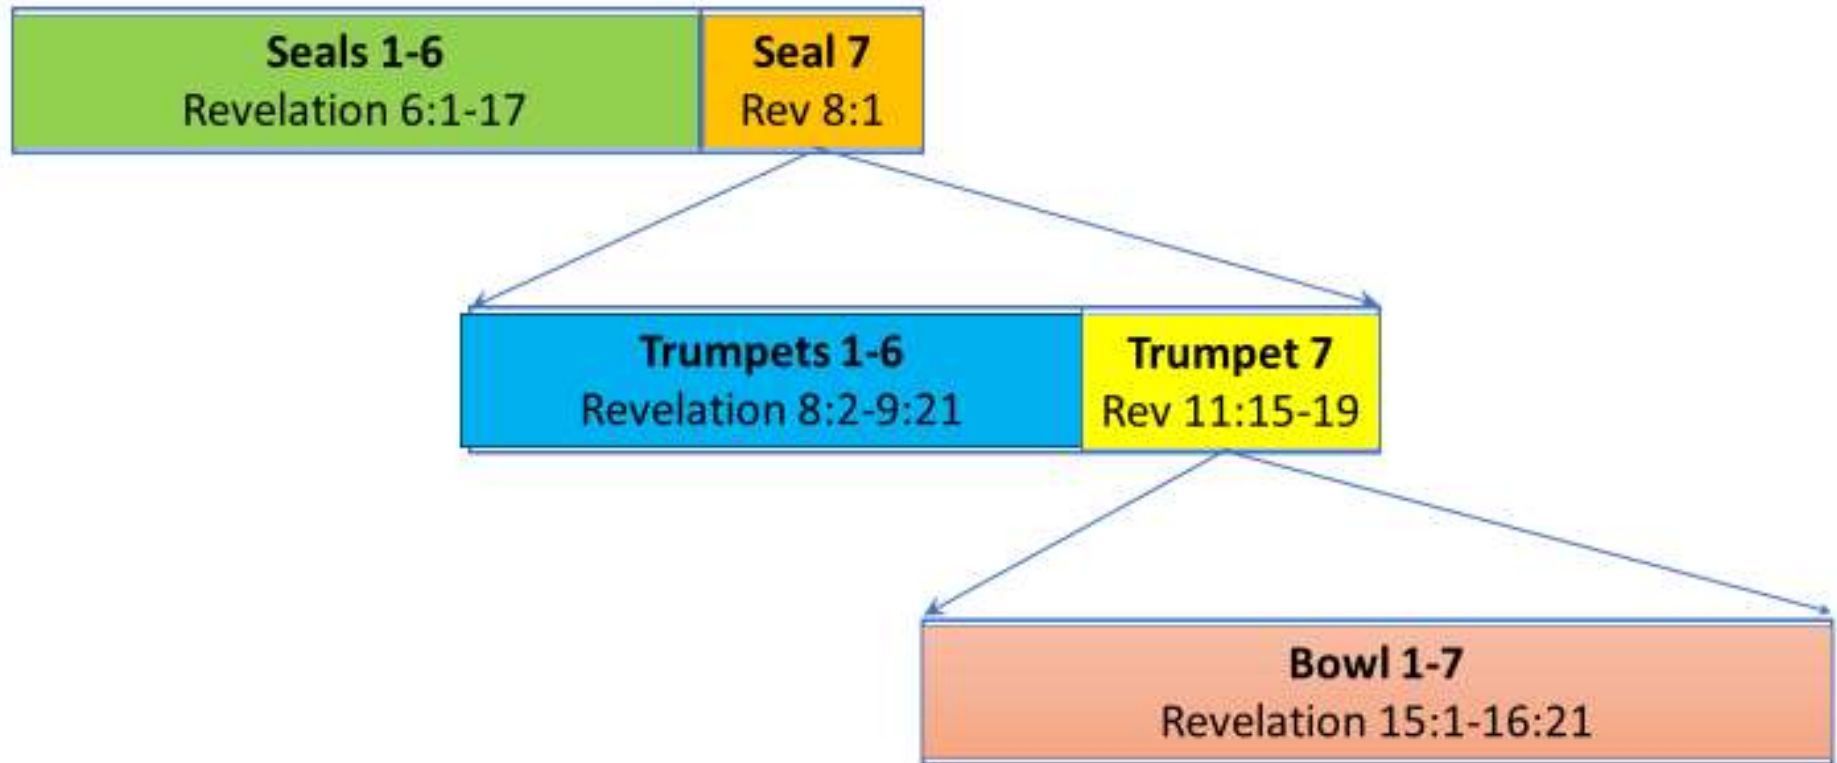 Seals 1-6
Revelation 6:1-17
Seal 7
Rev 8:1
Trumpets 1-6
Revelation 8:2-9:21
Trumpet 7
Rev 11:15-19
Bowl 1-7
Revelation 15:1-16:21